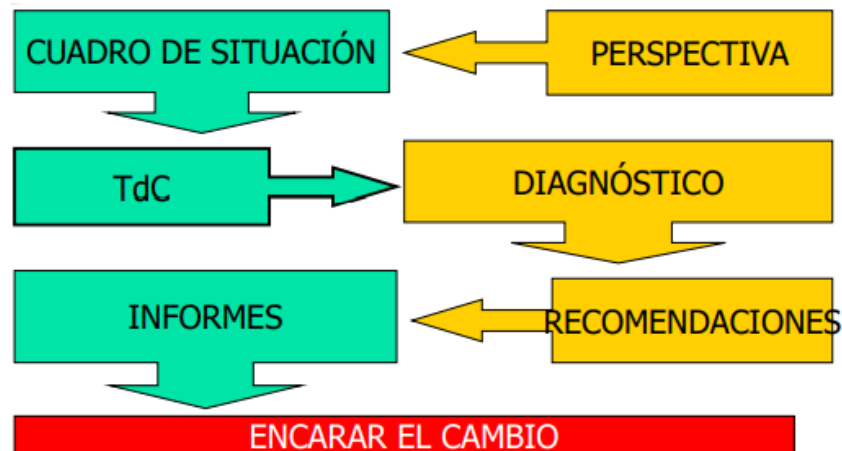 CUADRO DE SITUACIÓN
PERSPECTIVA
TdC
DIAGNÓSTICO
INFORMES
RECOMENDACIONES
ENCARAR EL CAMBIO